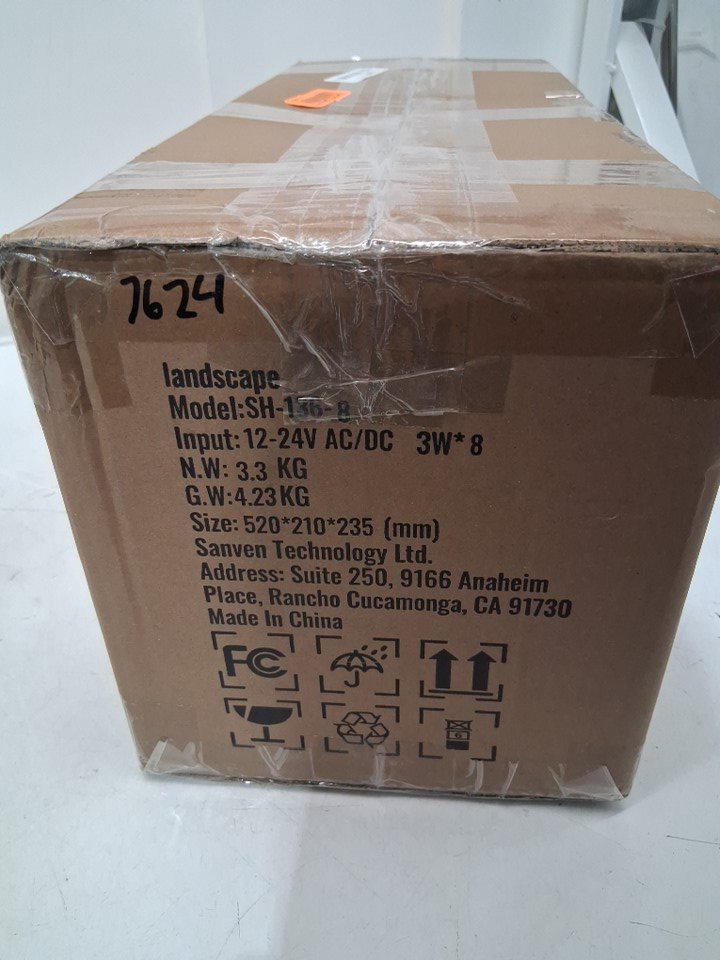 7624
landscape
Model:SH-136-8
Input: 12-24V AC/DC 3W*8
N.W: 3.3 KG
G.W:4.23KG
Size: 520*210*235 (mm)
Sanven Technology Ltd.
Address: Suite 250, 9166 Anaheim
Place, Rancho Cucamonga, CA 91730
Made In China
FC
6